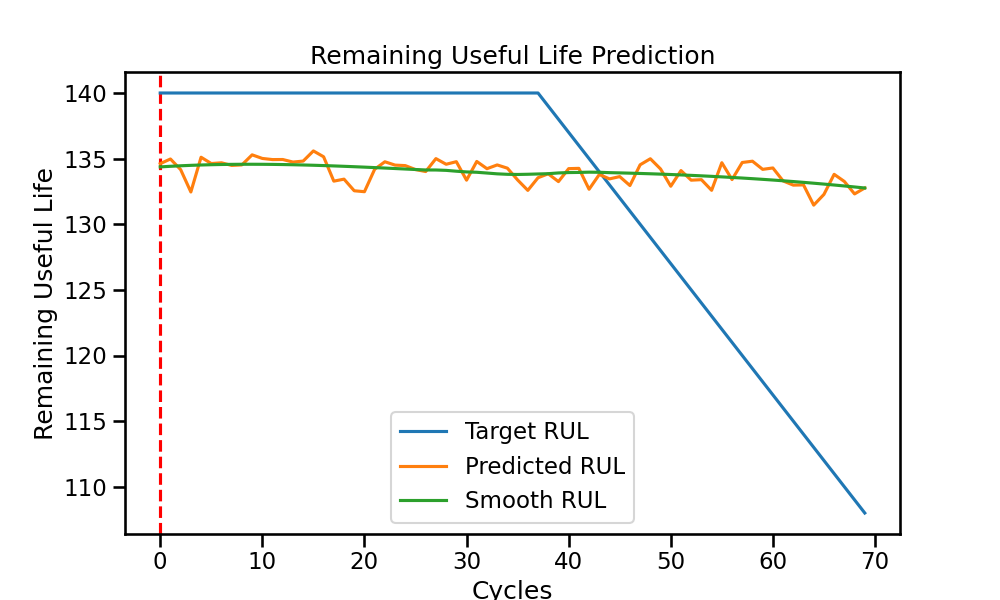 Remaining Useful Life Prediction
Remaining Useful Life
140
135
130
125
120
115
110
Target RUL
Predicted RUL
Smooth RUL
0 10 20 30 40 50 60 70
Cycles